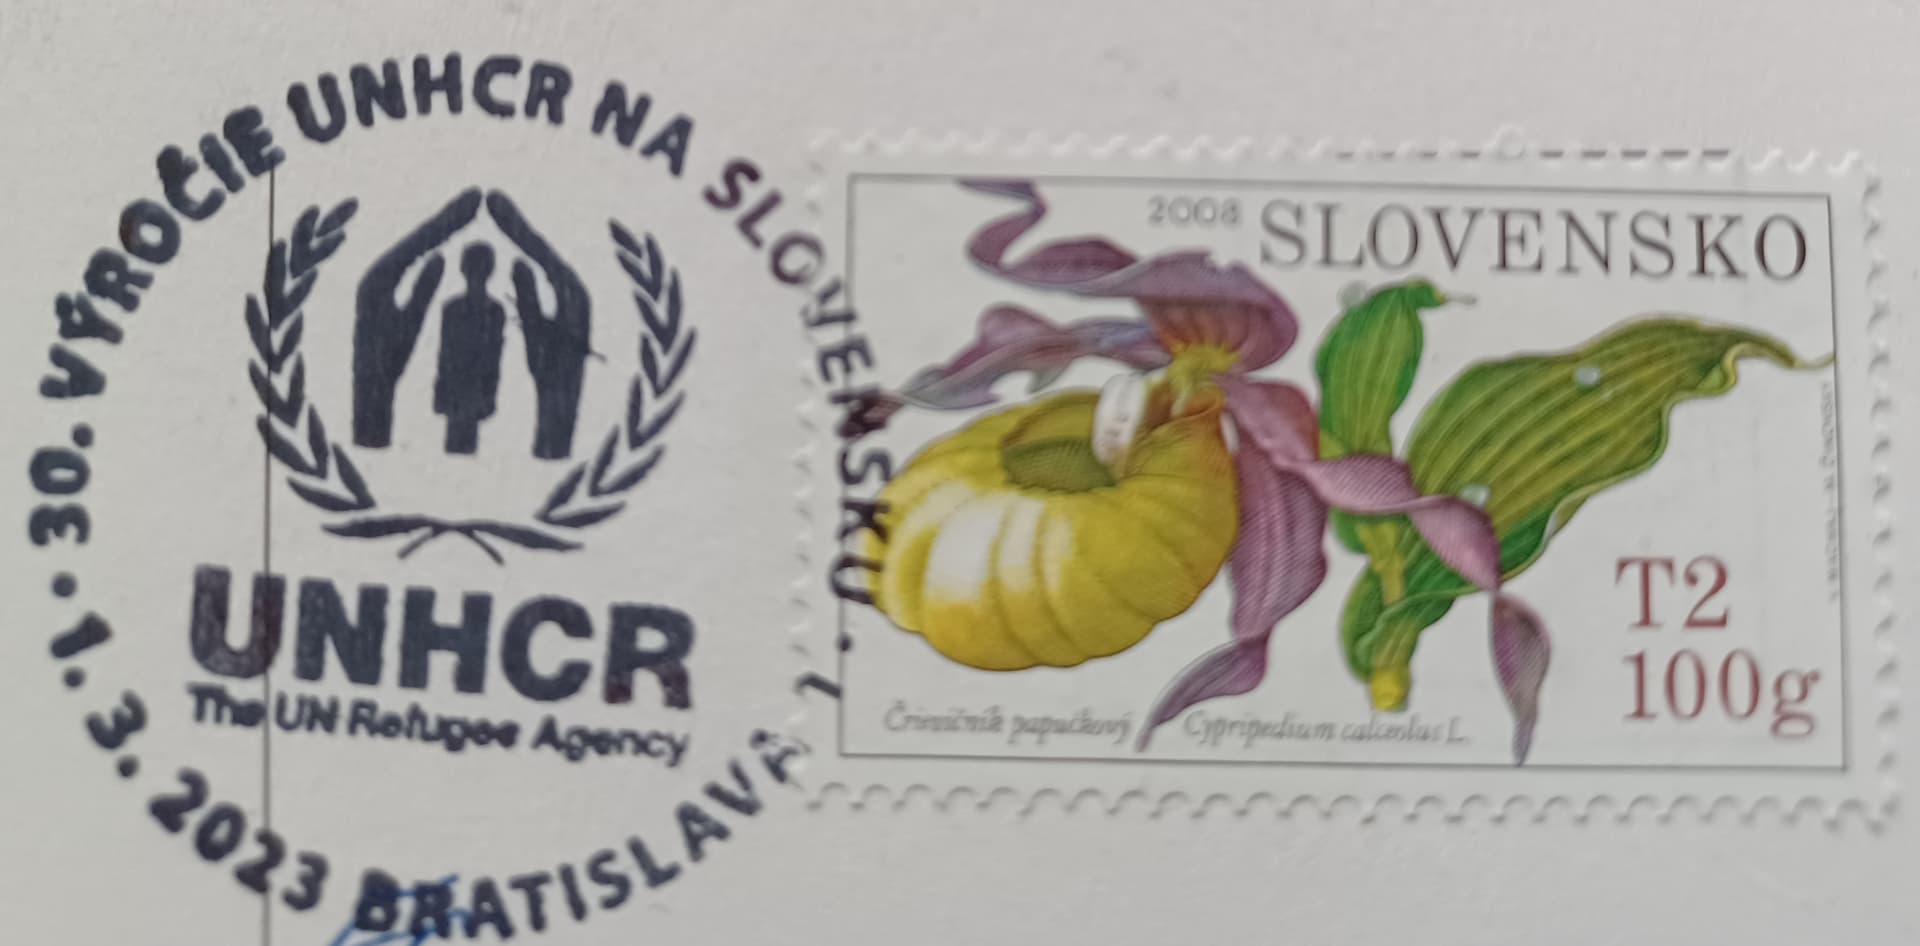 30. VÝROČIE UNHCR NA SLOVENSKU . 1
UNHCR
The UN Refugee Agency
1. 3. 2023 BRATISLAVA
2008 SLOVENSKO
T2
100g
Črievičník papučkový Cypripedium calceolus L.